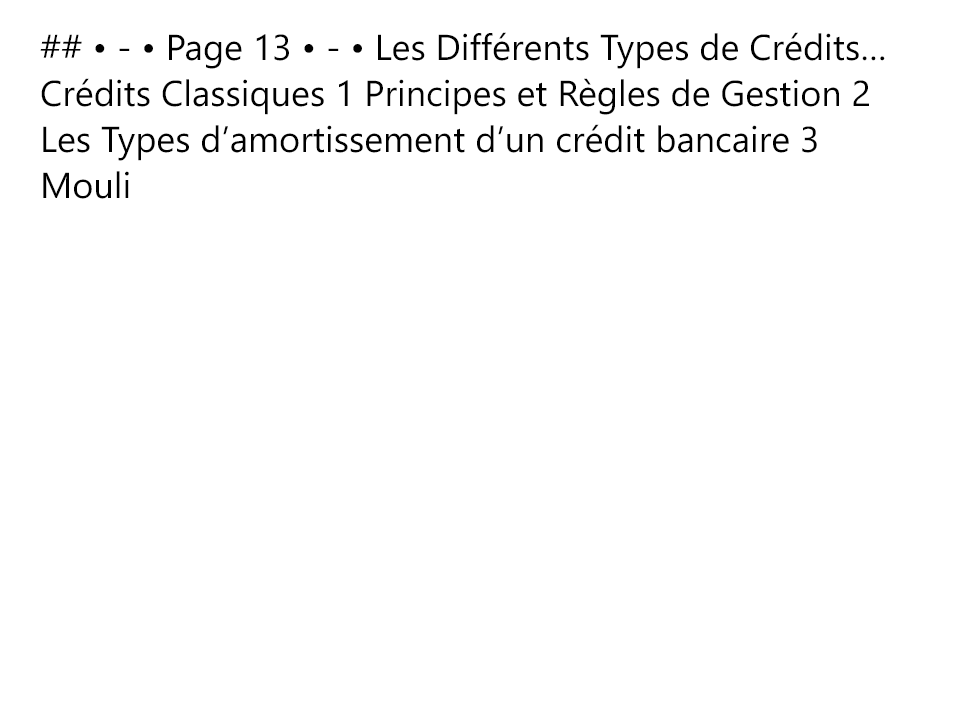 ## • - • Page 13 • - • Les Différents Types de Crédits...
Crédits Classiques 1 Principes et Règles de Gestion 2
Les Types d’amortissement d’un crédit bancaire 3
Mouli